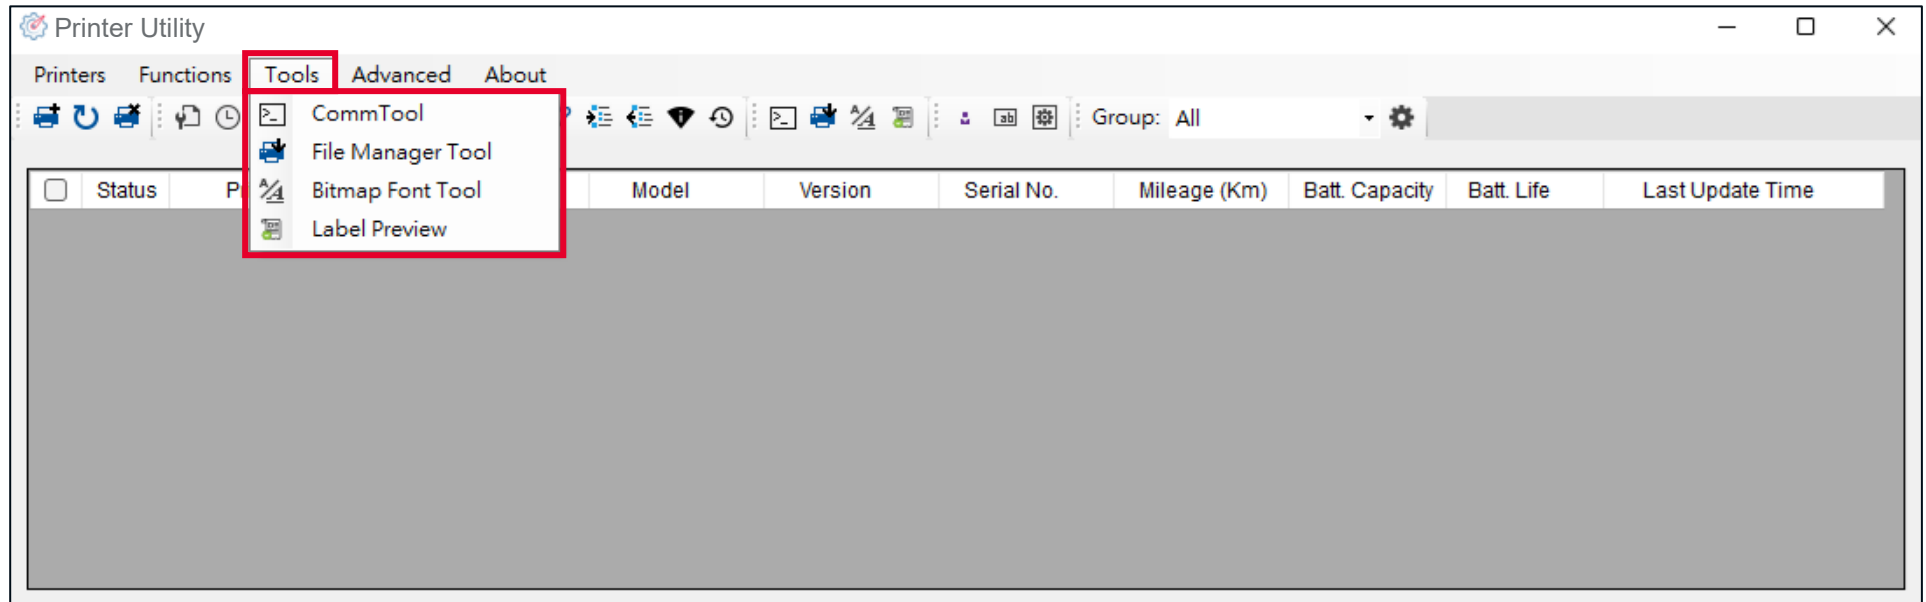 Printer Utility
Printers Functions Tools Advanced About
CommTool
Group: All
File Manager Tool
Status Model Version Serial No. Mileage (Km) Batt. Capacity Batt. Life Last Update Time
Bitmap Font Tool
Label Preview